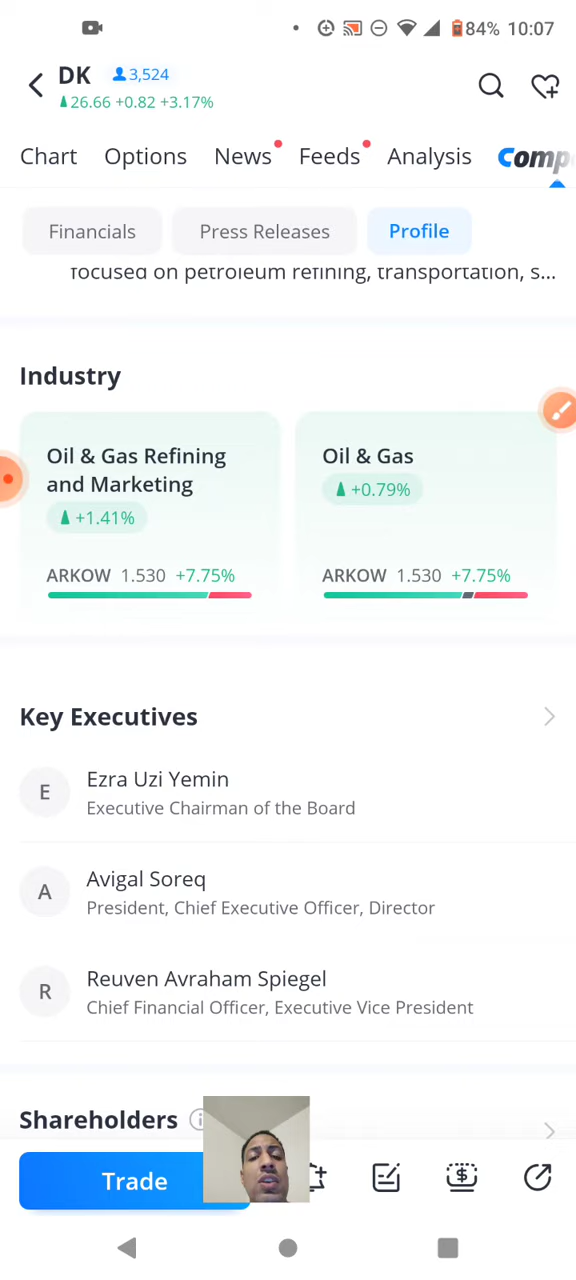 84% 10:07
DK 3,524
26.66 +0.82 +3.17%
Chart Options News Feeds Analysis Comp
Financials Press Releases Profile
focused on petroleum refining, transportation, s...
Industry
Oil & Gas Refining
and Marketing
+1.41%
ARKOW 1.530 +7.75%
Oil & Gas
+0.79%
ARKOW 1.530 +7.75%
Key Executives
E
Ezra Uzi Yemin
Executive Chairman of the Board
A
Avigal Soreq
President, Chief Executive Officer, Director
R
Reuven Avraham Spiegel
Chief Financial Officer, Executive Vice President
Shareholders
Trade